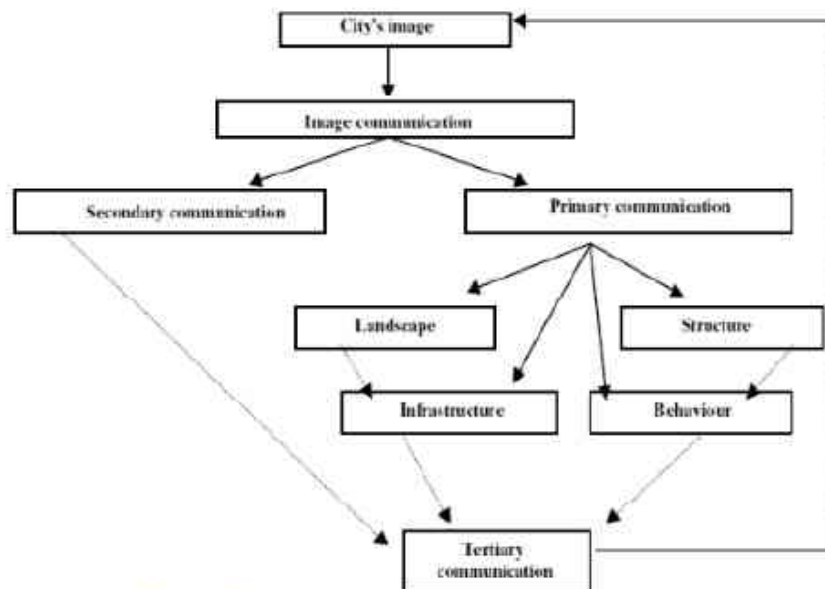 City's image
Image communication
Secondary communication
Primary communication
Landscape
Structure
Infrastructure
Behaviour
Tertiary
communication